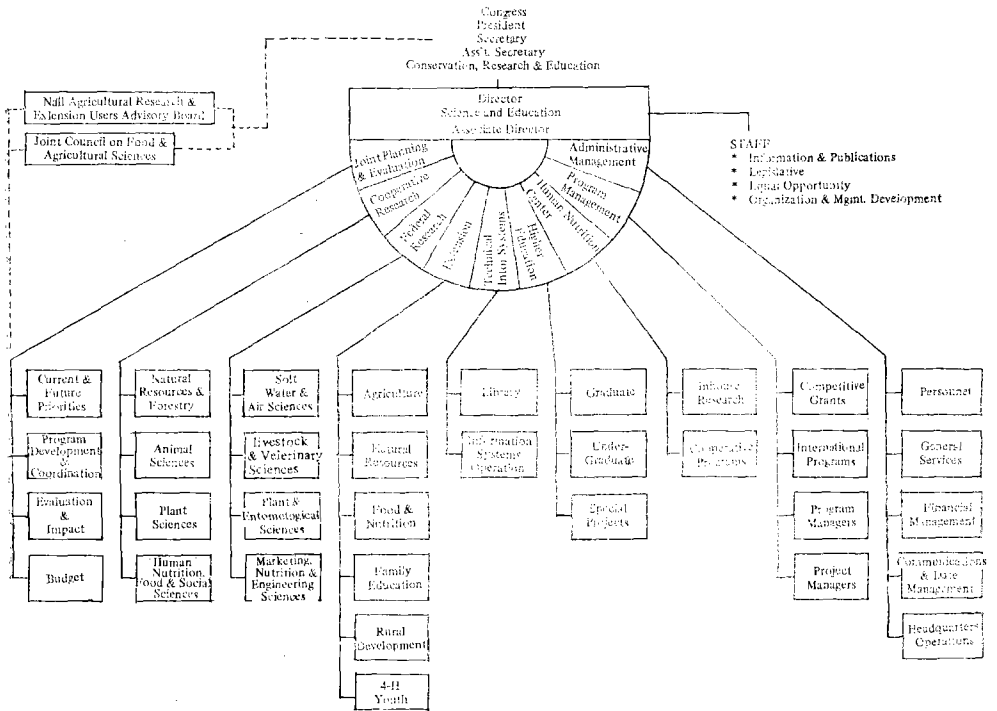 Congress
President
Secretary
Ass't. Secretary
Conservation, Research & Education
Nail Agricultural Research &
Extension Users Advisory Board
Joint Council on Food &
Agricultural Sciences
Director
Science and Education
Associate Director
STAFF
* Information & Publications
* Legislative
* Equal Opportunity
* Organization & Mgmt. Development
Joint Planning
& Evaluation
Cooperative
Research
Federal
Research
Extension
Technical
Infor Systems
Higher
Education
Human Nutrition
Center
Program
Management
Administrative
Management
Current &
Future
Priorities
Program
Development
& Coordination
Evaluation
&
Impact
Budget
Natural
Resources &
Forestry
Animal
Sciences
Plant
Sciences
Human
Nutrition,
Food & Social
Sciences
Soil
Water &
Air Sciences
Livestock
& Veterinary
Sciences
Plant &
Entomological
Sciences
Marketing,
Nutrition &
Engineering
Sciences
Agriculture
Natural
Resources
Food &
Nutrition
Family
Education
Rural
Development
4-H
Youth
Library
Information
Systems
Operation
Graduate
Under-
Graduate
Special
Projects
Inhouse
Research
Cooperative
Programs
Competitive
Grants
International
Programs
Program
Managers
Project
Managers
Personnel
General
Services
Financial
Management
Communications
& Data
Management
Headquarters
Operations